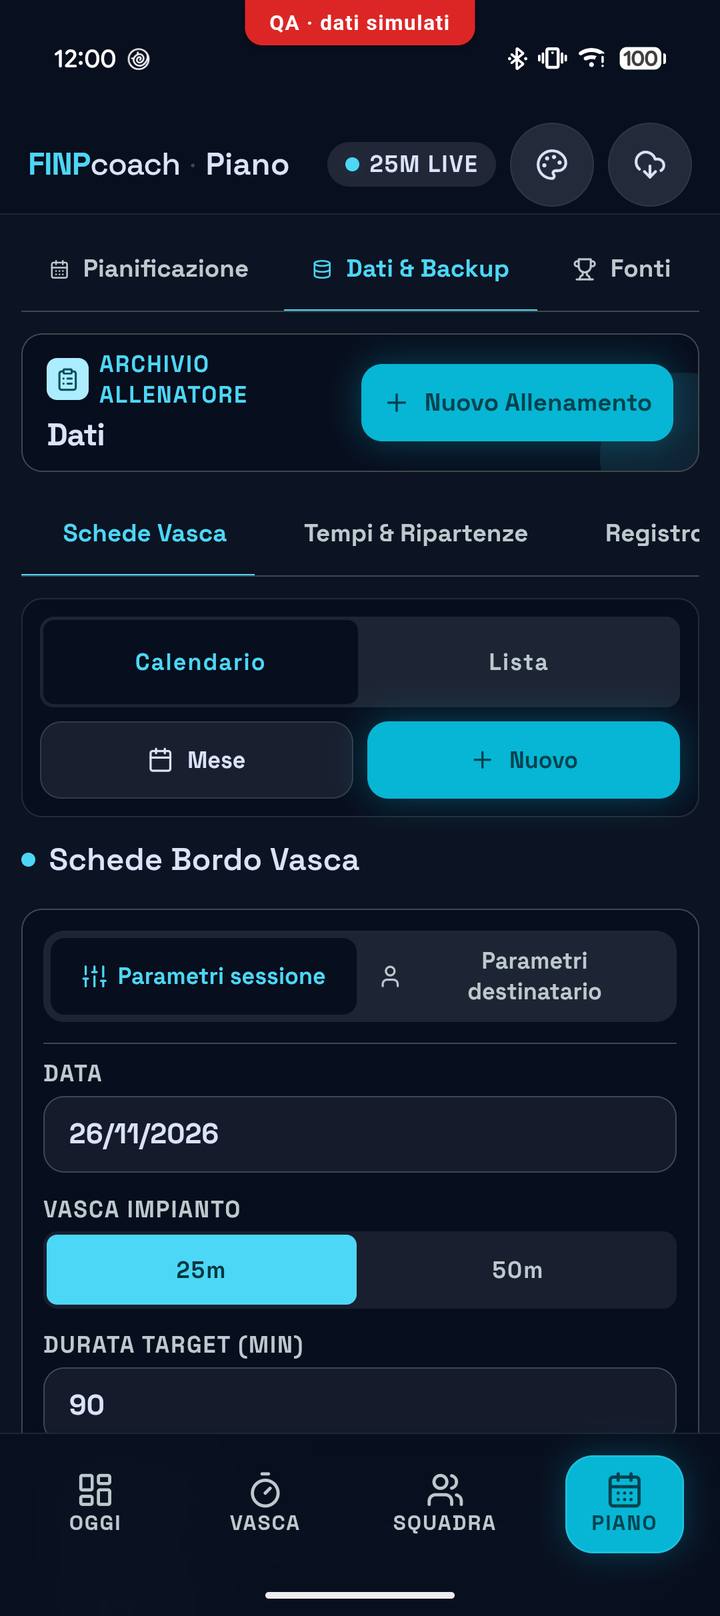 QA · dati simulati
12:00
100
FINPcoach · Piano
25M LIVE
Pianificazione
Dati & Backup
Fonti
ARCHIVIO
ALLENATORE
Dati
+ Nuovo Allenamento
Schede Vasca
Tempi & Ripartenze
Registro
Calendario
Lista
Mese
+ Nuovo
Schede Bordo Vasca
Parametri sessione
Parametri
destinatario
DATA
26/11/2026
VASCA IMPIANTO
25m
50m
DURATA TARGET (MIN)
90
OGGI
VASCA
SQUADRA
PIANO